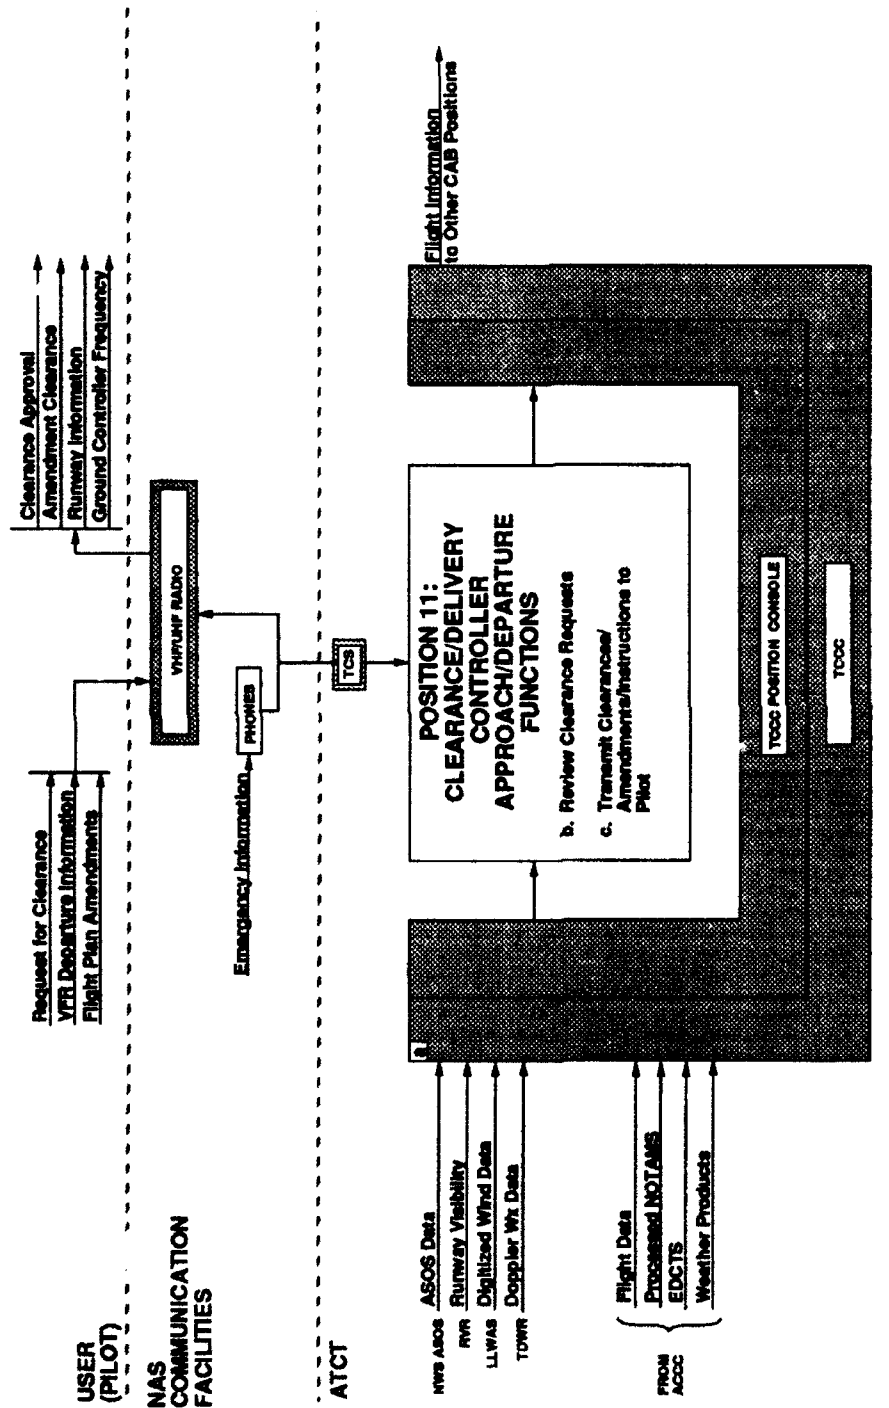 USER
(PILOT)
Request for Clearance
VFR Departure Information
Flight Plan Amendments
Clearance Approval
Amendment Clearance
Runway Information
Ground Controller Frequency
NAS
COMMUNICATION
FACILITIES
VHF/UHF RADIO
Emergency Information
PHONES
ATCT
TCS
NWS ASOS
ASOS Data
RVR
Runway Visibility
LLWAS
Digitized Wind Data
TDWR
Doppler Wx Data
FROM
ACCC
Flight Data
Processed NOTAMS
EDCTS
Weather Products
a
POSITION 11:
CLEARANCE/DELIVERY
CONTROLLER
APPROACH/DEPARTURE
FUNCTIONS
b. Review Clearance Requests
c. Transmit Clearances/
Amendments/Instructions to
Pilot
TCCC POSITION CONSOLE
TCCC
Flight Information
to Other CAB Positions